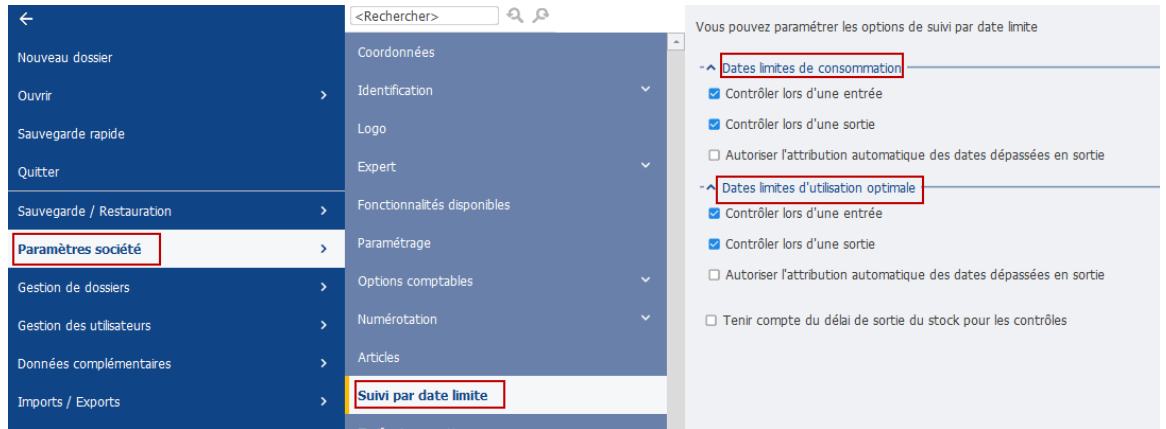 Nouveau dossier
Ouvrir
Sauvegarde rapide
Quitter
Sauvegarde / Restauration
Paramètres société
Gestion de dossiers
Gestion des utilisateurs
Données complémentaires
Imports / Exports
<Rechercher>
Coordonnées
Identification
Logo
Expert
Fonctionnalités disponibles
Paramétrage
Options comptables
Numérotation
Articles
Suivi par date limite
Vous pouvez paramétrer les options de suivi par date limite
Dates limites de consommation
Contrôler lors d'une entrée
Contrôler lors d'une sortie
Autoriser l'attribution automatique des dates dépassées en sortie
Dates limites d'utilisation optimale
Contrôler lors d'une entrée
Contrôler lors d'une sortie
Autoriser l'attribution automatique des dates dépassées en sortie
Tenir compte du délai de sortie du stock pour les contrôles